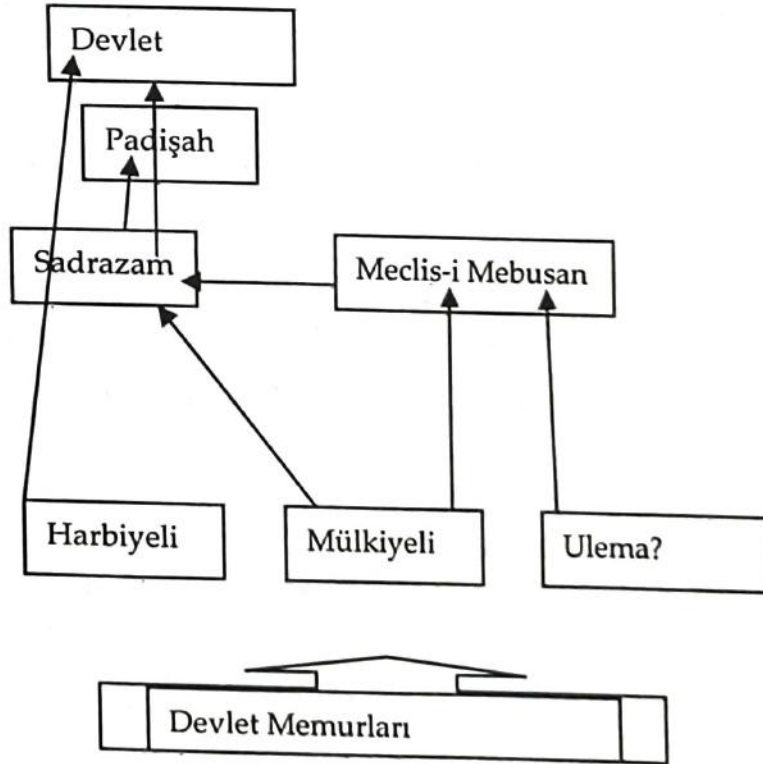 Devlet
Padişah
Sadrazam
Meclis-i Mebusan
Harbiyeli
Mülkiyeli
Ulema?
Devlet Memurları